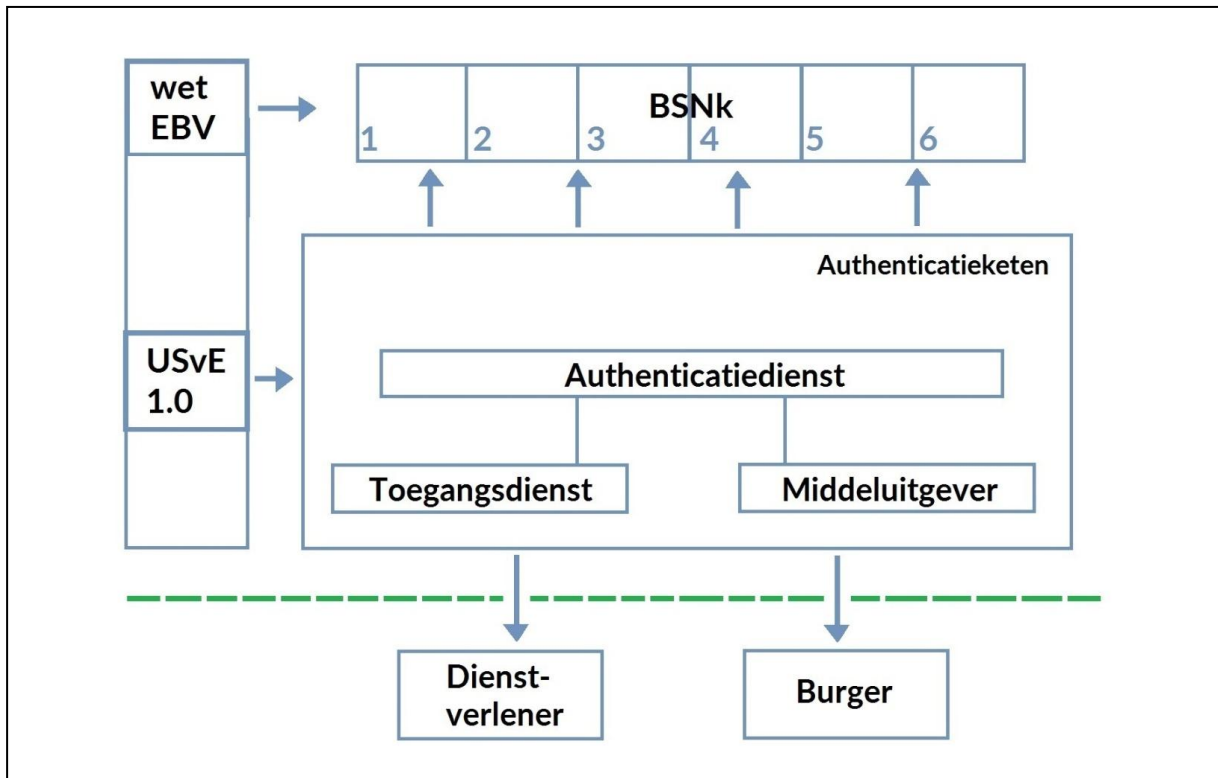 wet
EBV
BSNk
1 2 3 4 5 6
Authenticatieketen
USvE
1.0
Authenticatiedienst
Toegangsdienst
Middeluitgever
Dienst-
verlener
Burger